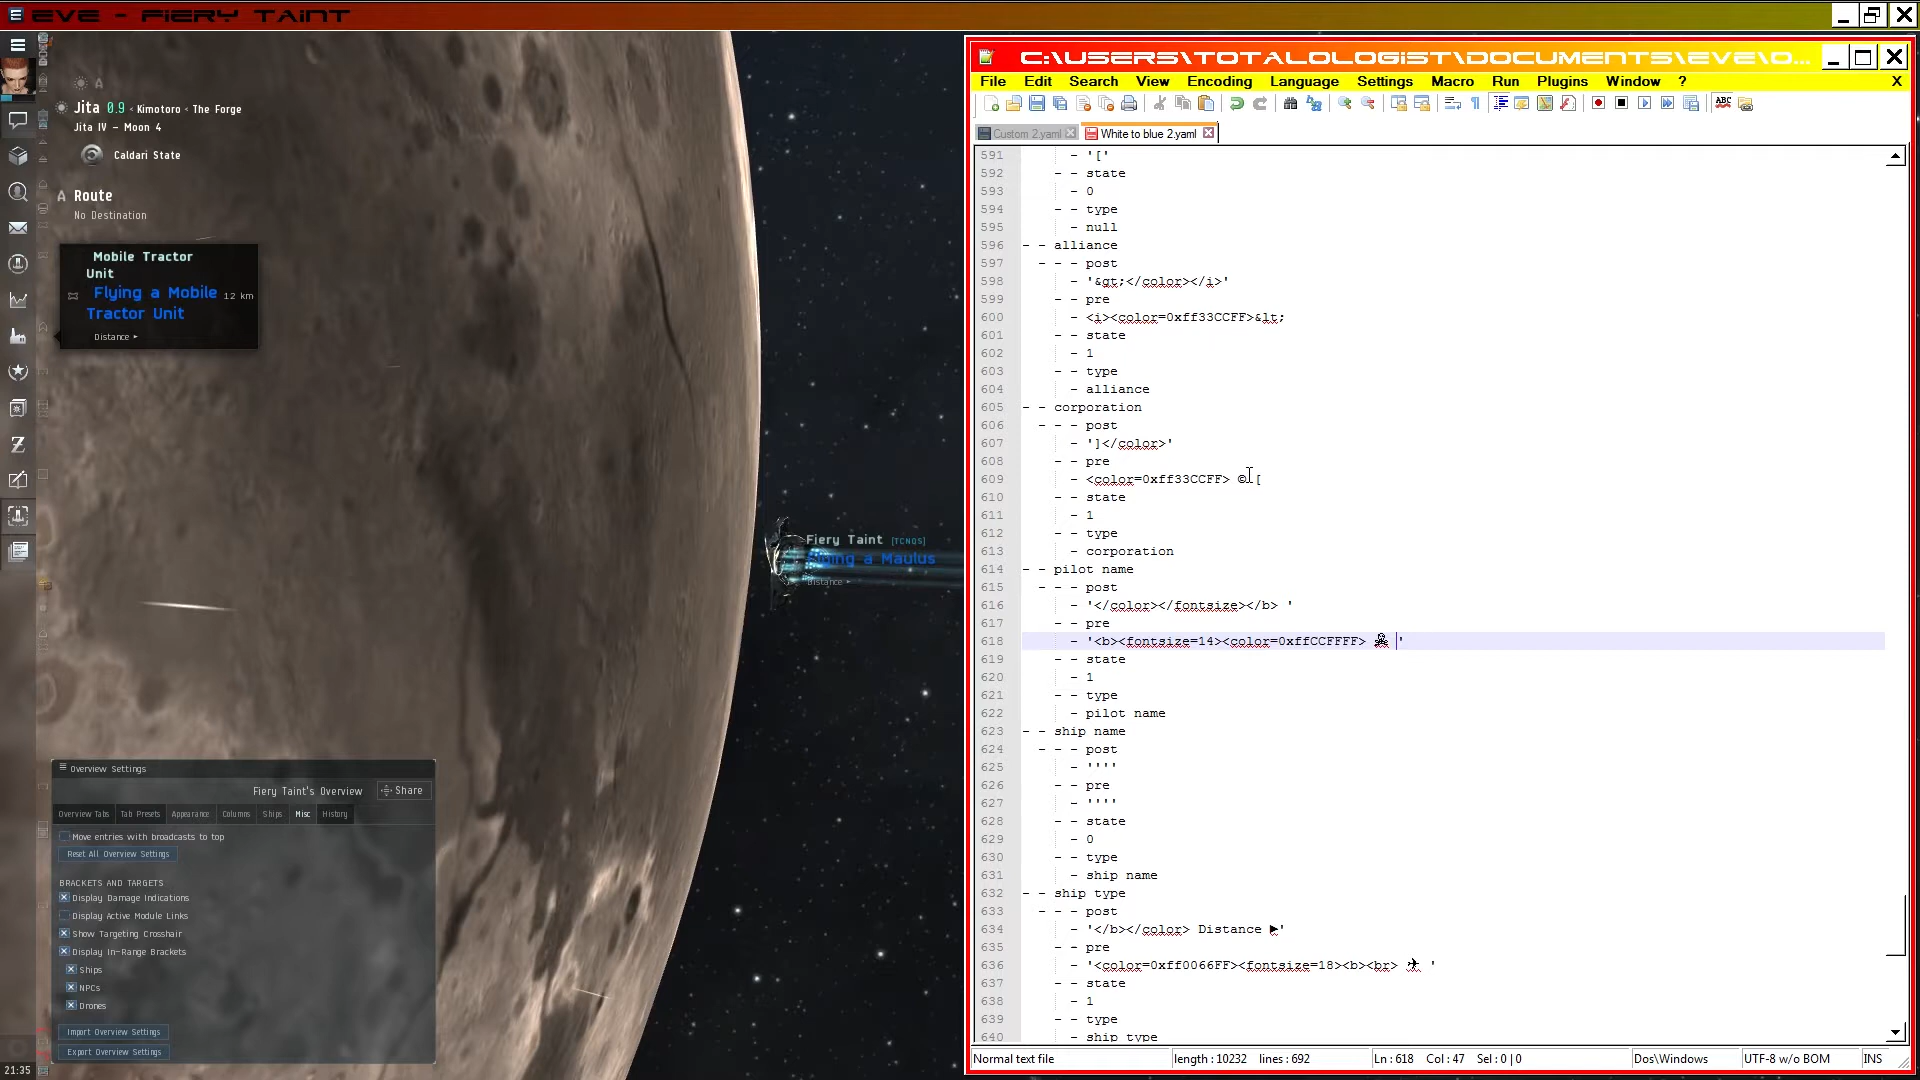 EVE - FIERY TAINT
Jita 0.9 < Kimotoro < The Forge
Jita IV - Moon 4
Caldari State
Route
No Destination
Mobile Tractor
Unit
Flying a Mobile 12 km
Tractor Unit
Distance ▸
Fiery Taint [TCNQS]
Flying a Maulus
Distance ▸
Overview Settings
Fiery Taint's Overview
Share
Overview Tabs Tab Presets Appearance Columns Ships Misc History
Move entries with broadcasts to top
Reset All Overview Settings
BRACKETS AND TARGETS
Display Damage Indications
Display Active Module Links
Show Targeting Crosshair
Display In-Range Brackets
Ships
NPCs
Drones
Import Overview Settings
Export Overview Settings
21:35
C:\USERS\TOTALOLOGIST\DOCUMENTS\EVE\O...
File Edit Search View Encoding Language Settings Macro Run Plugins Window ? X
Custom 2.yaml White to blue 2.yaml
591 - '['
592 - - state
593 - 0
594 - - type
595 - null
596 - - alliance
597 - - - post
598 - '&gt;</color></i>'
599 - - pre
600 - <i><color=0xff33CCFF>&lt;
601 - - state
602 - 1
603 - - type
604 - alliance
605 - - corporation
606 - - - post
607 - ']</color>'
608 - - pre
609 - <color=0xff33CCFF> © [
610 - - state
611 - 1
612 - - type
613 - corporation
614 - - pilot name
615 - - - post
616 - '</color></fontsize></b> '
617 - - pre
618 - '<b><fontsize=14><color=0xffCCFFFF> ☠ '
619 - - state
620 - 1
621 - - type
622 - pilot name
623 - - ship name
624 - - - post
625 - ''''
626 - - pre
627 - ''''
628 - - state
629 - 0
630 - - type
631 - ship name
632 - - ship type
633 - - - post
634 - '</b></color> Distance ►'
635 - - pre
636 - '<color=0xff0066FF><fontsize=18><b><br> ✈ '
637 - - state
638 - 1
639 - - type
640 - ship type
Normal text file length : 10232 lines : 692 Ln : 618 Col : 47 Sel : 0 | 0 Dos\Windows UTF-8 w/o BOM INS